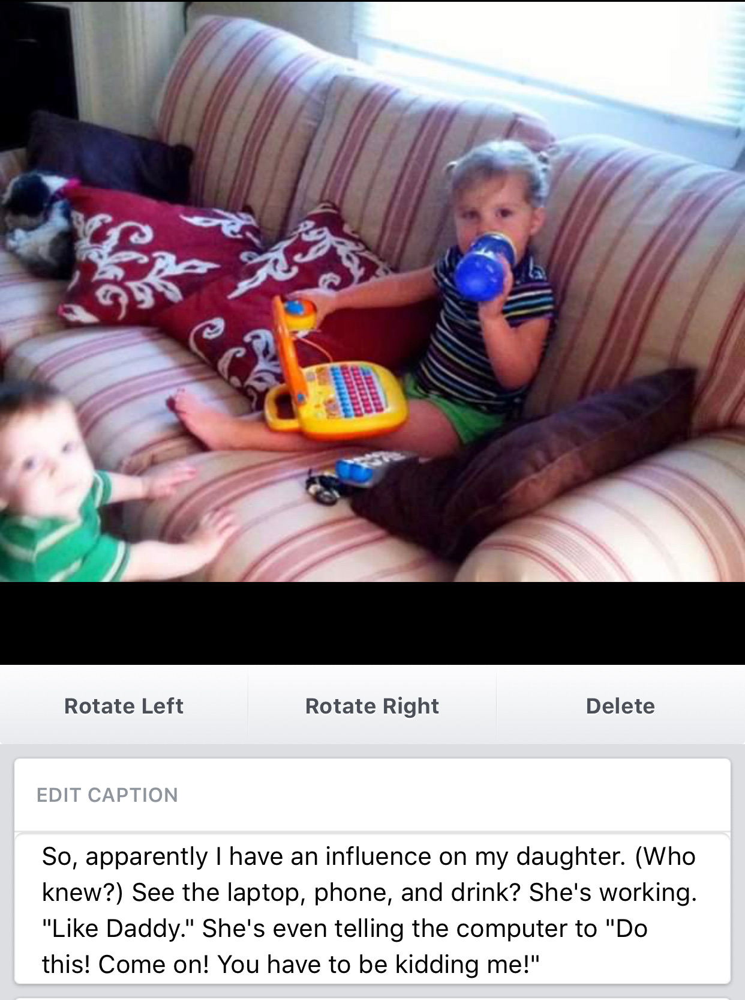 Rotate Left
Rotate Right
Delete
EDIT CAPTION
So, apparently I have an influence on my daughter. (Who
knew?) See the laptop, phone, and drink? She's working.
"Like Daddy." She's even telling the computer to "Do
this! Come on! You have to be kidding me!"